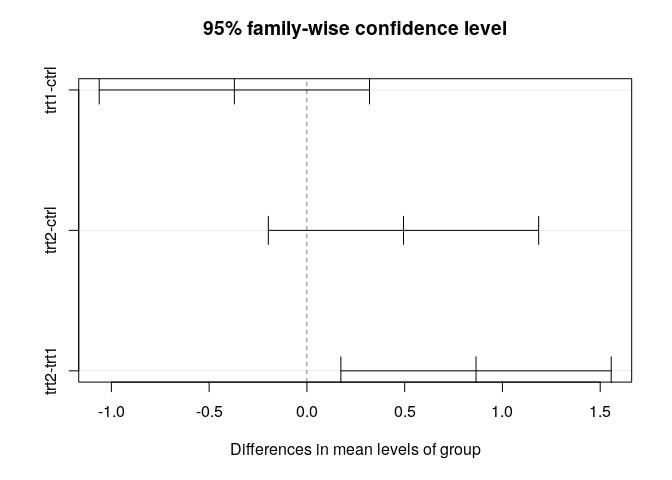 95% family-wise confidence level
trt1-ctrl
trt2-ctrl
trt2-trt1
-1.0 -0.5 0.0 0.5 1.0 1.5
Differences in mean levels of group